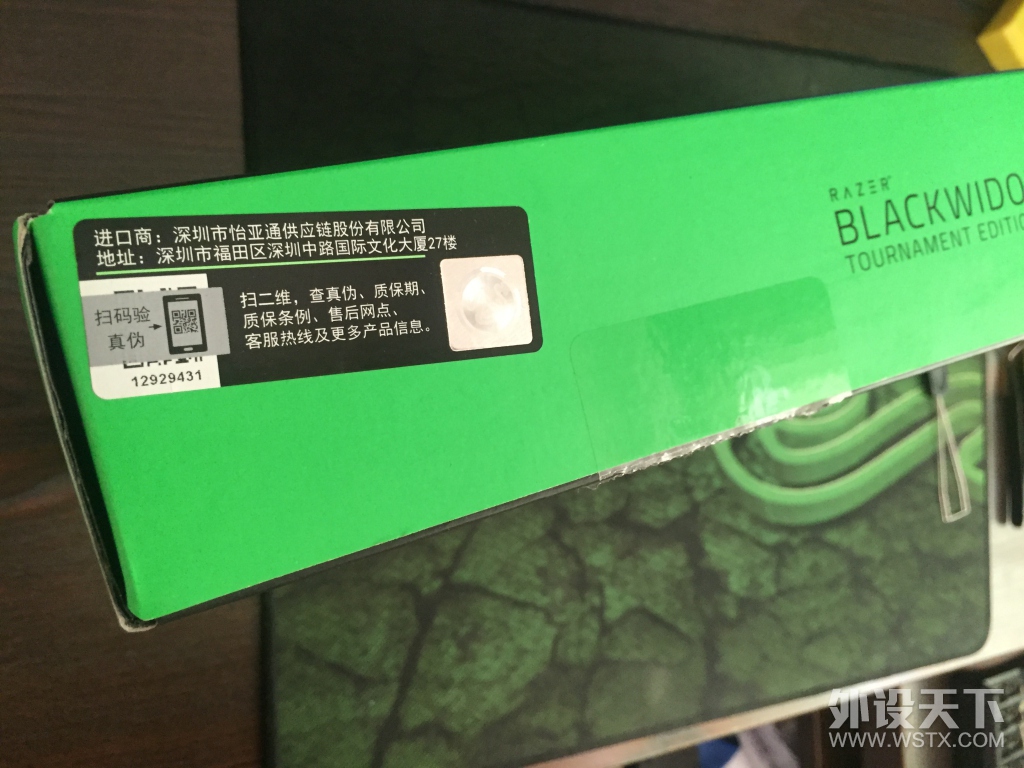 进口商：深圳市怡亚通供应链股份有限公司
地址：深圳市福田区深圳中路国际文化大厦27楼
扫码验
真伪
扫二维，查真伪、质保期、
质保条例、售后网点、
客服热线及更多产品信息。
12929431
RAZER
BLACKWIDO
TOURNAMENT EDITIO
外设天下
WWW.WSTX.COM